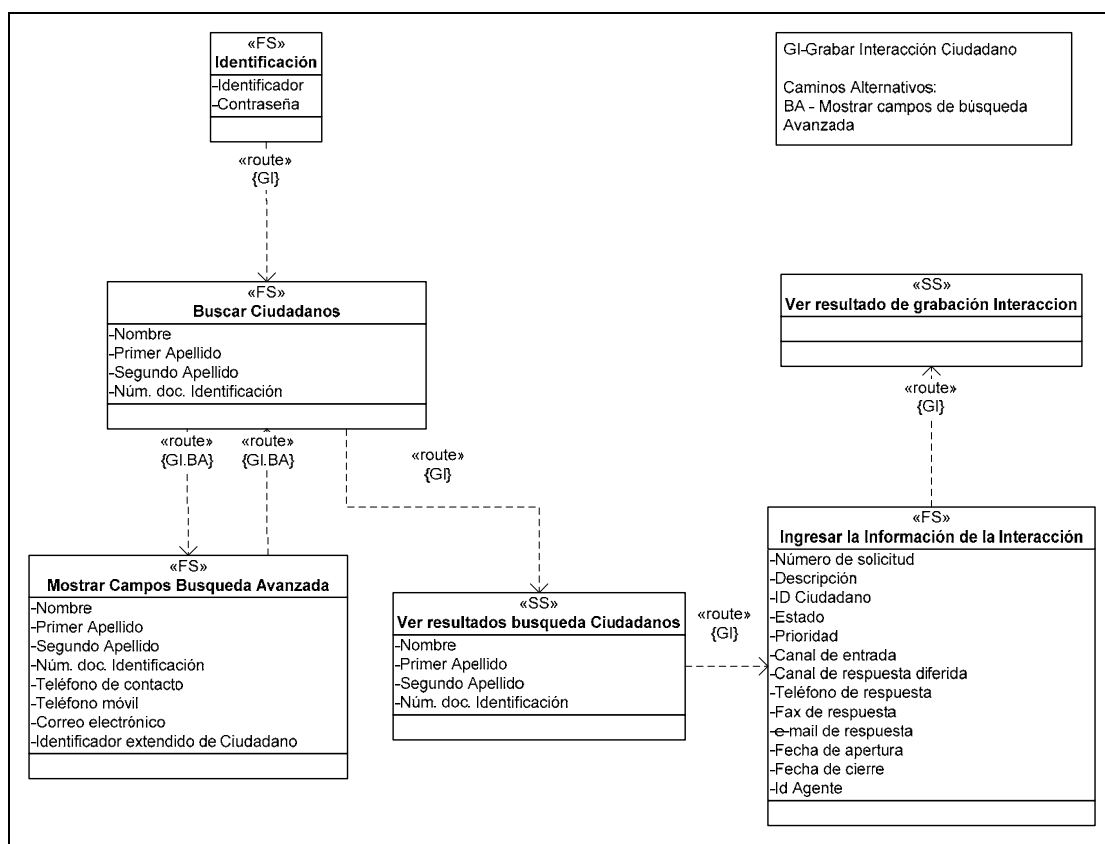 «FS»
Identificación
-Identificador
-Contraseña
GI-Grabar Interacción Ciudadano
Caminos Alternativos:
BA - Mostrar campos de búsqueda
Avanzada
«route»
{GI}
«FS»
Buscar Ciudadanos
-Nombre
-Primer Apellido
-Segundo Apellido
-Núm. doc. Identificación
«SS»
Ver resultado de grabación Interaccion
«route»
{GI}
«route»
{GI.BA}
«route»
{GI.BA}
«route»
{GI}
«FS»
Mostrar Campos Busqueda Avanzada
-Nombre
-Primer Apellido
-Segundo Apellido
-Núm. doc. Identificación
-Teléfono de contacto
-Teléfono móvil
-Correo electrónico
-Identificador extendido de Ciudadano
«SS»
Ver resultados busqueda Ciudadanos
-Nombre
-Primer Apellido
-Segundo Apellido
-Núm. doc. Identificación
«route»
{GI}
«FS»
Ingresar la Información de la Interacción
-Número de solicitud
-Descripción
-ID Ciudadano
-Estado
-Prioridad
-Canal de entrada
-Canal de respuesta diferida
-Teléfono de respuesta
-Fax de respuesta
-e-mail de respuesta
-Fecha de apertura
-Fecha de cierre
-Id Agente